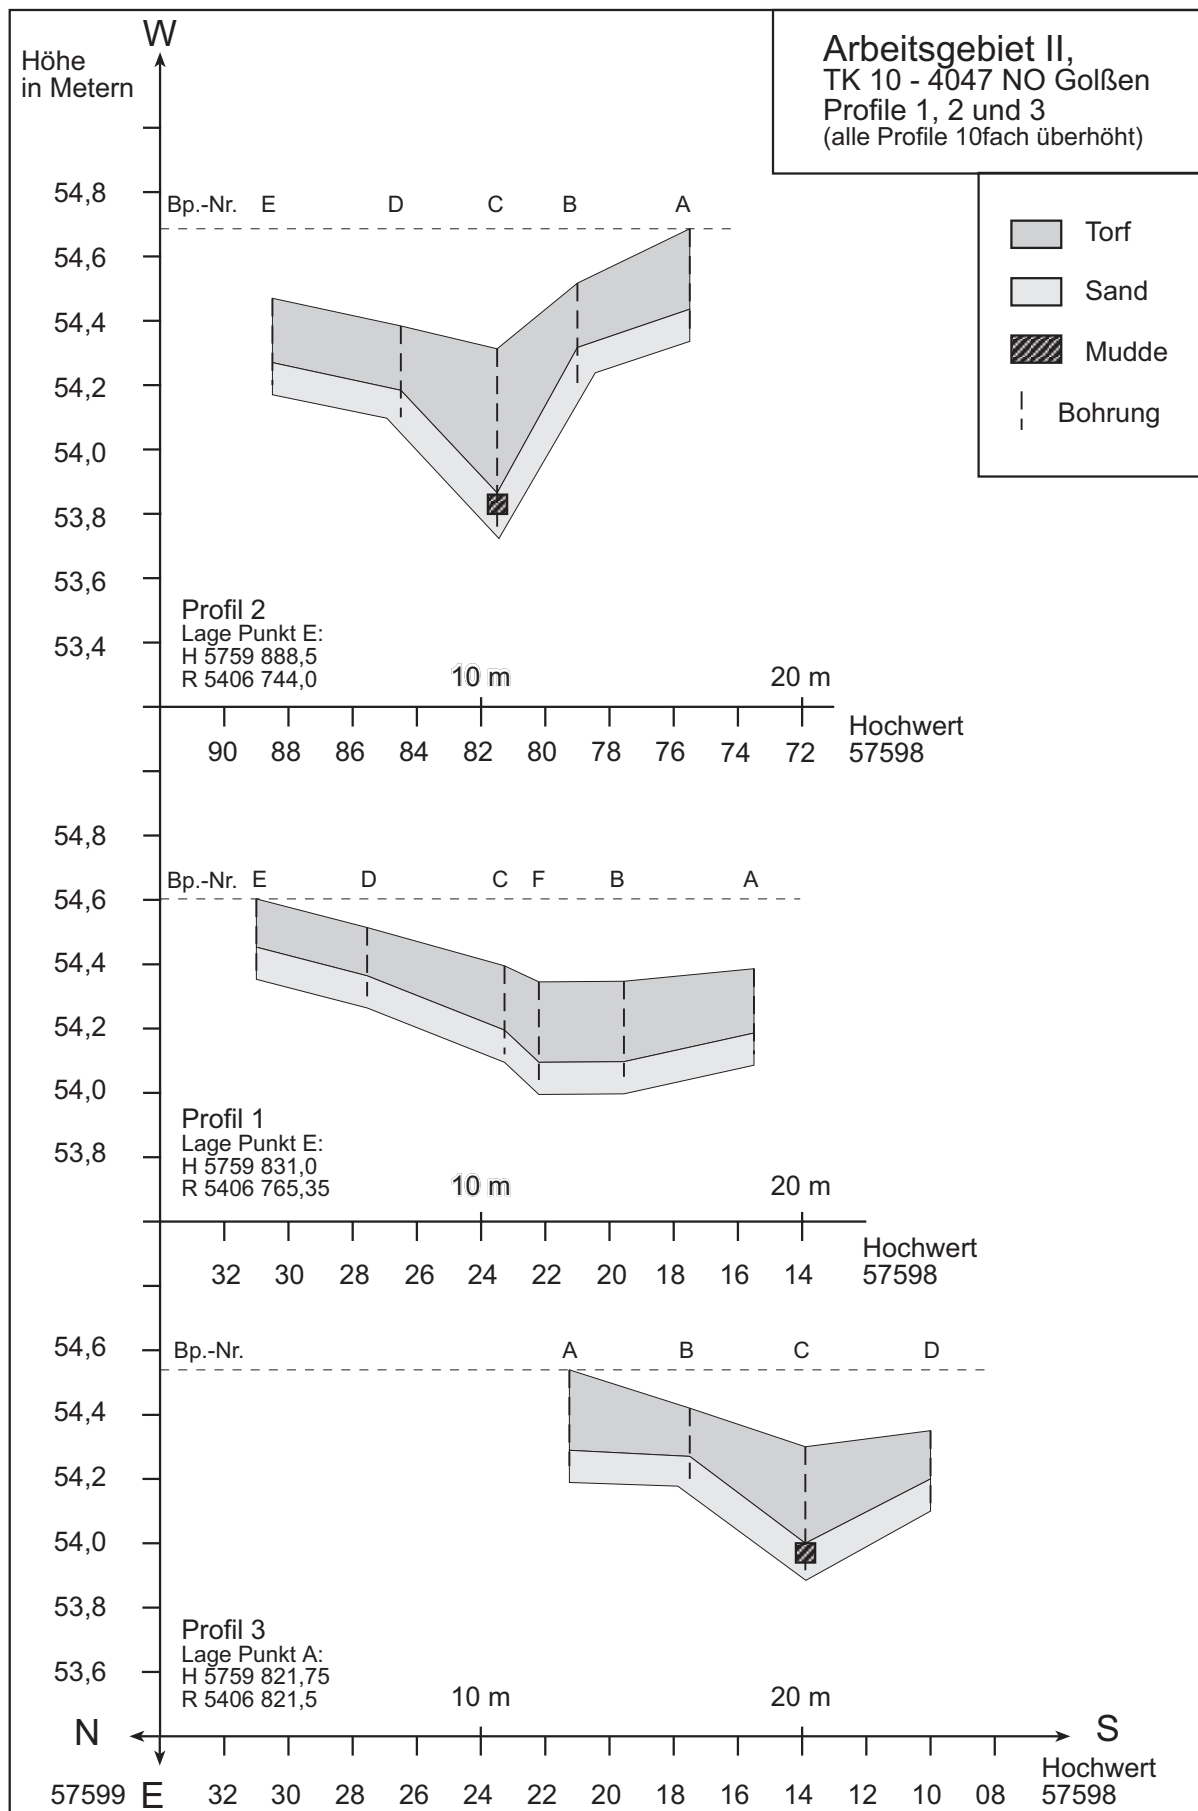 W
Höhe
in Metern
Arbeitsgebiet II,
TK 10 - 4047 NO Golßen
Profile 1, 2 und 3
(alle Profile 10fach überhöht)
Torf
Sand
Mudde
Bohrung
54,8
Bp.-Nr. E D C B A
54,6
54,4
54,2
54,0
53,8
53,6
53,4
Profil 2
Lage Punkt E:
H 5759 888,5
R 5406 744,0
10 m 20 m
90 88 86 84 82 80 78 76 74 72
Hochwert
57598
54,8
Bp.-Nr. E D C F B A
54,6
54,4
54,2
54,0
53,8
Profil 1
Lage Punkt E:
H 5759 831,0
R 5406 765,35
10 m 20 m
32 30 28 26 24 22 20 18 16 14
Hochwert
57598
54,6
Bp.-Nr. A B C D
54,4
54,2
54,0
53,8
53,6
Profil 3
Lage Punkt A:
H 5759 821,75
R 5406 821,5
10 m 20 m
N S
57599 E 32 30 28 26 24 22 20 18 16 14 12 10 08
Hochwert
57598